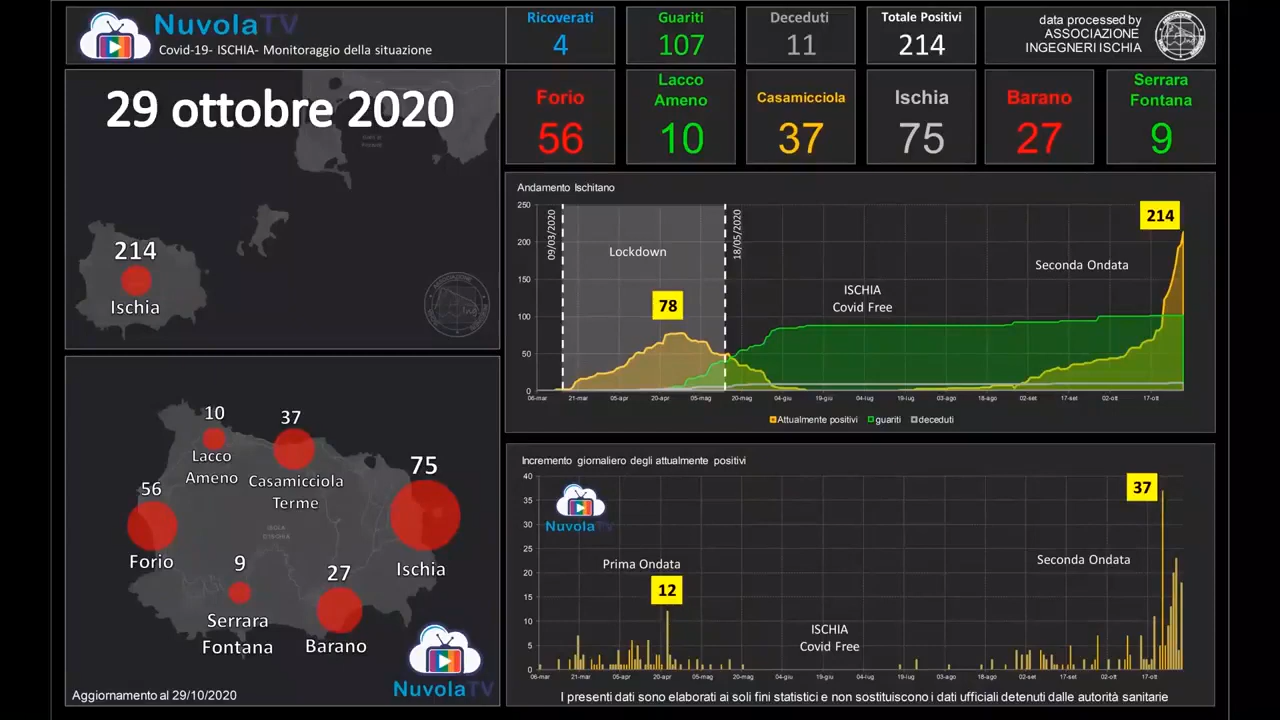 NuvolaTV
Covid-19- ISCHIA- Monitoraggio della situazione
Ricoverati
4
Guariti
107
Deceduti
11
Totale Positivi
214
data processed by
ASSOCIAZIONE
INGEGNERI ISCHIA
29 ottobre 2020
214
Ischia
Forio
56
Lacco
Ameno
10
Casamicciola
37
Ischia
75
Barano
27
Serrara
Fontana
9
Andamento Ischitano
250
200
150
100
50
0
09/03/2020
18/05/2020
Lockdown
78
ISCHIA
Covid Free
Seconda Ondata
214
06-mar 21-mar 05-apr 20-apr 05-mag 20-mag 04-giu 19-giu 04-lug 19-lug 03-ago 18-ago 02-set 17-set 02-ott 17-ott
Attualmente positivi guariti deceduti
10
Lacco
Ameno
37
Casamicciola
Terme
75
Ischia
56
Forio
9
Serrara
Fontana
27
Barano
NuvolaTV
Aggiornamento al 29/10/2020
Incremento giornaliero degli attualmente positivi
40
35
30
25
20
15
10
5
0
NuvolaTV
Prima Ondata
12
ISCHIA
Covid Free
Seconda Ondata
37
06-mar 21-mar 05-apr 20-apr 05-mag 20-mag 04-giu 19-giu 04-lug 19-lug 03-ago 18-ago 02-set 17-set 02-ott 17-ott
I presenti dati sono elaborati ai soli fini statistici e non sostituiscono i dati ufficiali detenuti dalle autorità sanitarie